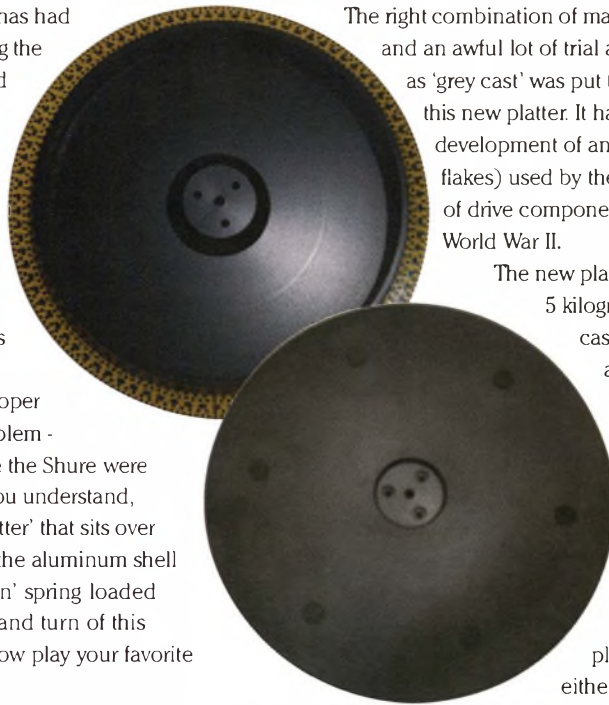 has had
g the
d
s
oper
olem -
e the Shure were
ou understand,
tter' that sits over
the aluminum shell
n' spring loaded
and turn of this
ow play your favorite
The right combination of ma
and an awful lot of trial a
as 'grey cast' was put t
this new platter. It ha
development of an
flakes) used by the
of drive compone
World War II.
The new pla
5 kilogr
cas
a
pl
eithe